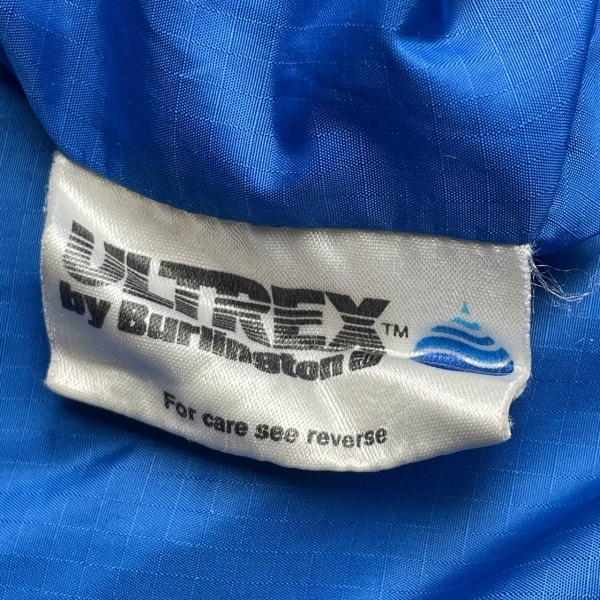 ULTREX™
by Burlington
For care see reverse